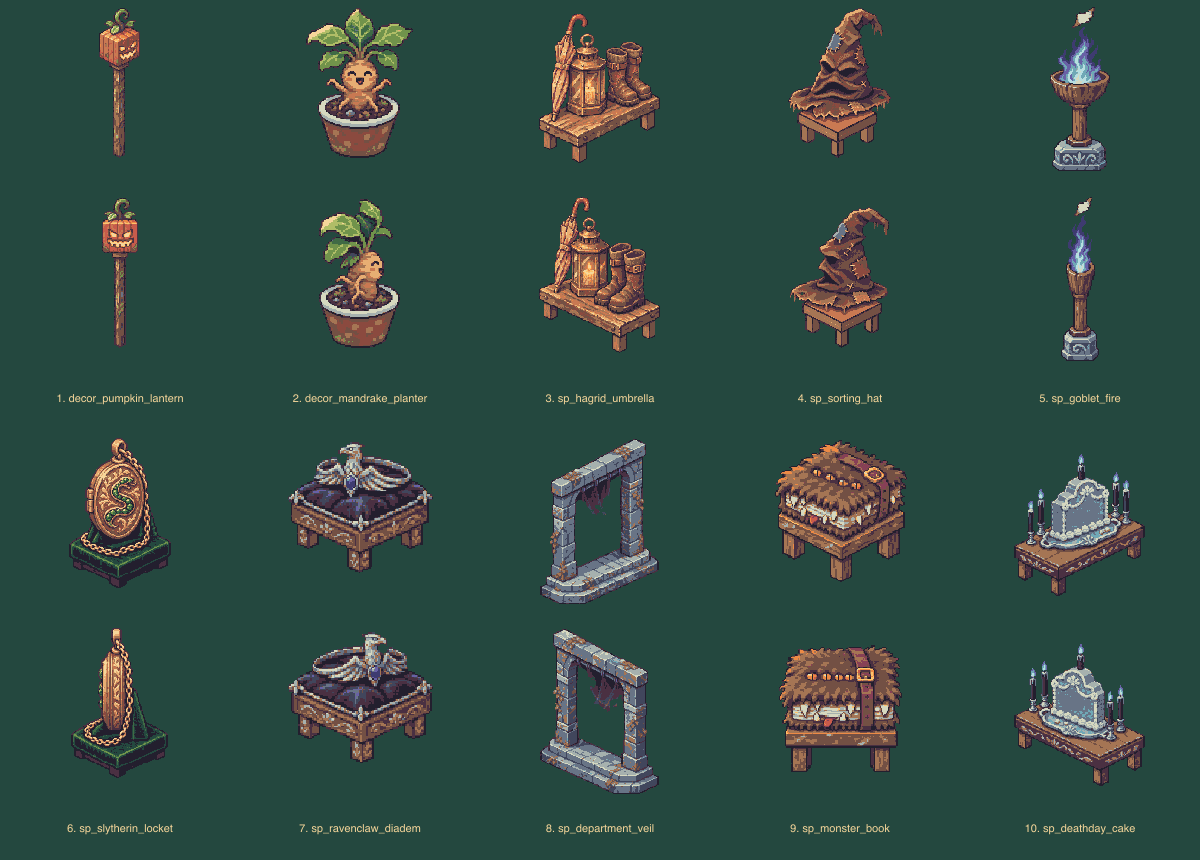 1. decor_pumpkin_lantern
2. decor_mandrake_planter
3. sp_hagrid_umbrella
4. sp_sorting_hat
5. sp_goblet_fire
6. sp_slytherin_locket
7. sp_ravenclaw_diadem
8. sp_department_veil
9. sp_monster_book
10. sp_deathday_cake